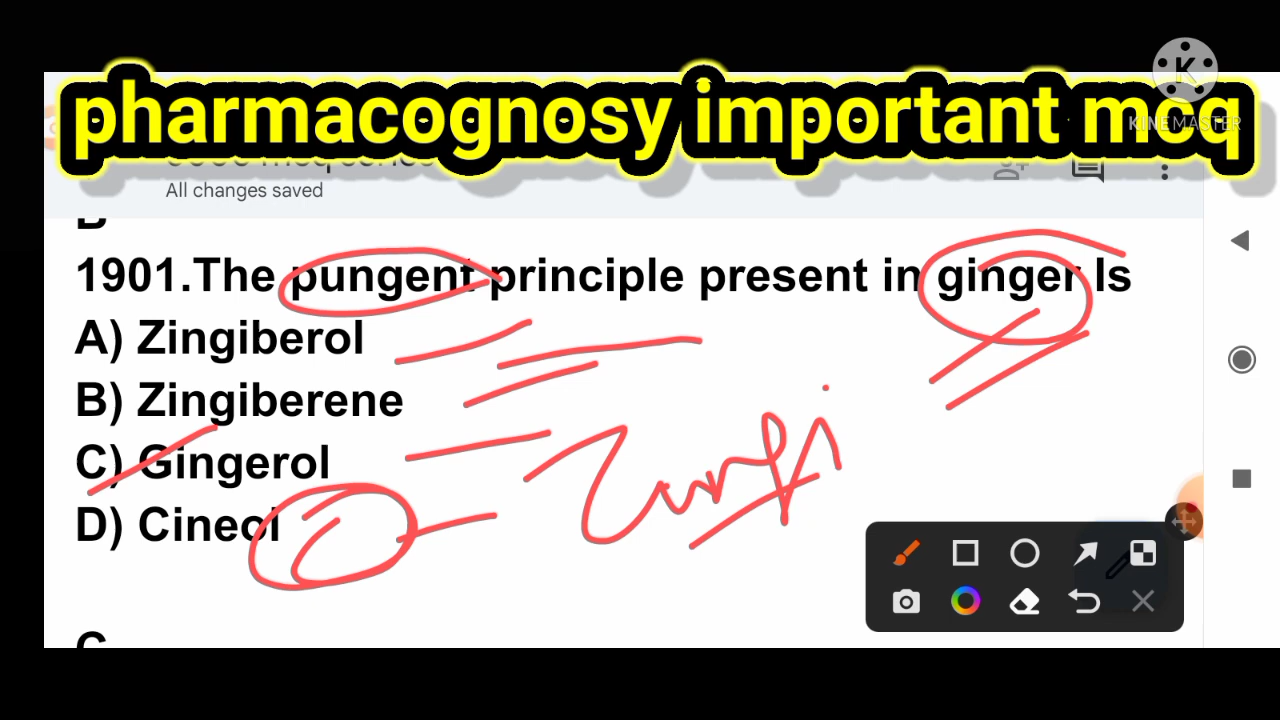 pharmacognosy important mcq
KINEMASTER
All changes saved
B
1901.The pungent principle present in ginger Is
A) Zingiberol
B) Zingiberene
C) Gingerol
D) Cineol
C